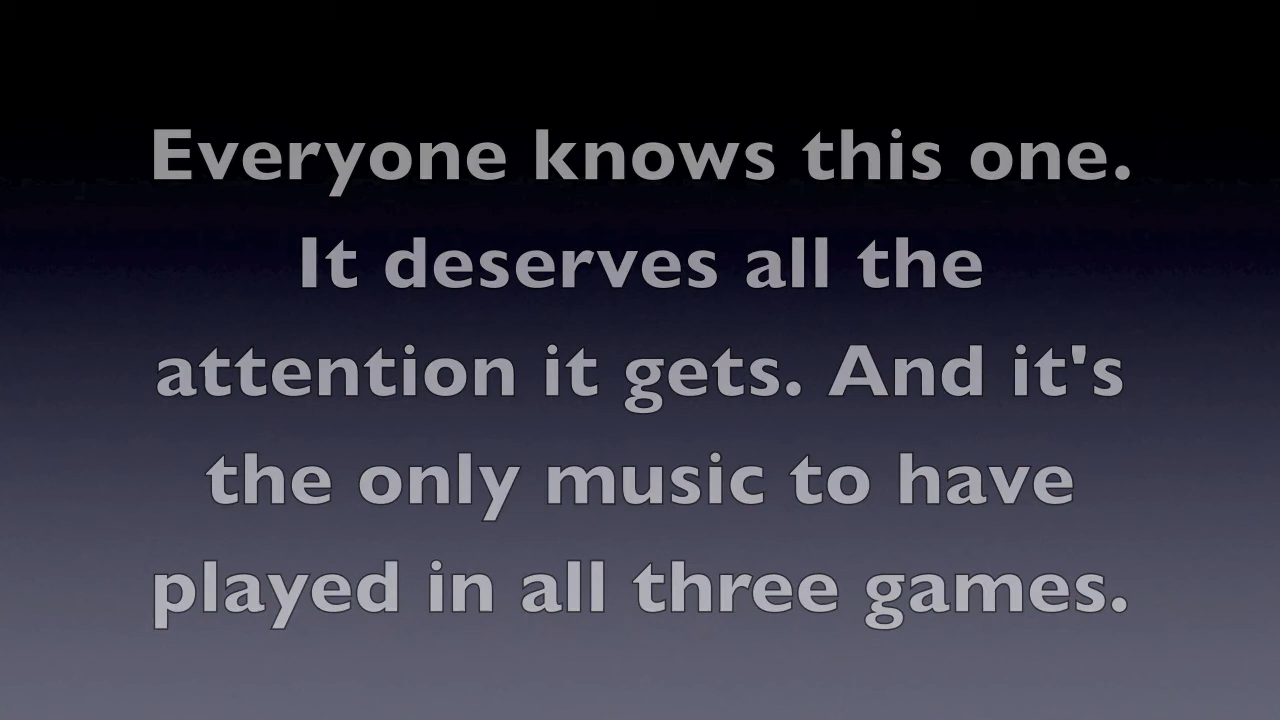 Everyone knows this one.
It deserves all the
attention it gets. And it's
the only music to have
played in all three games.